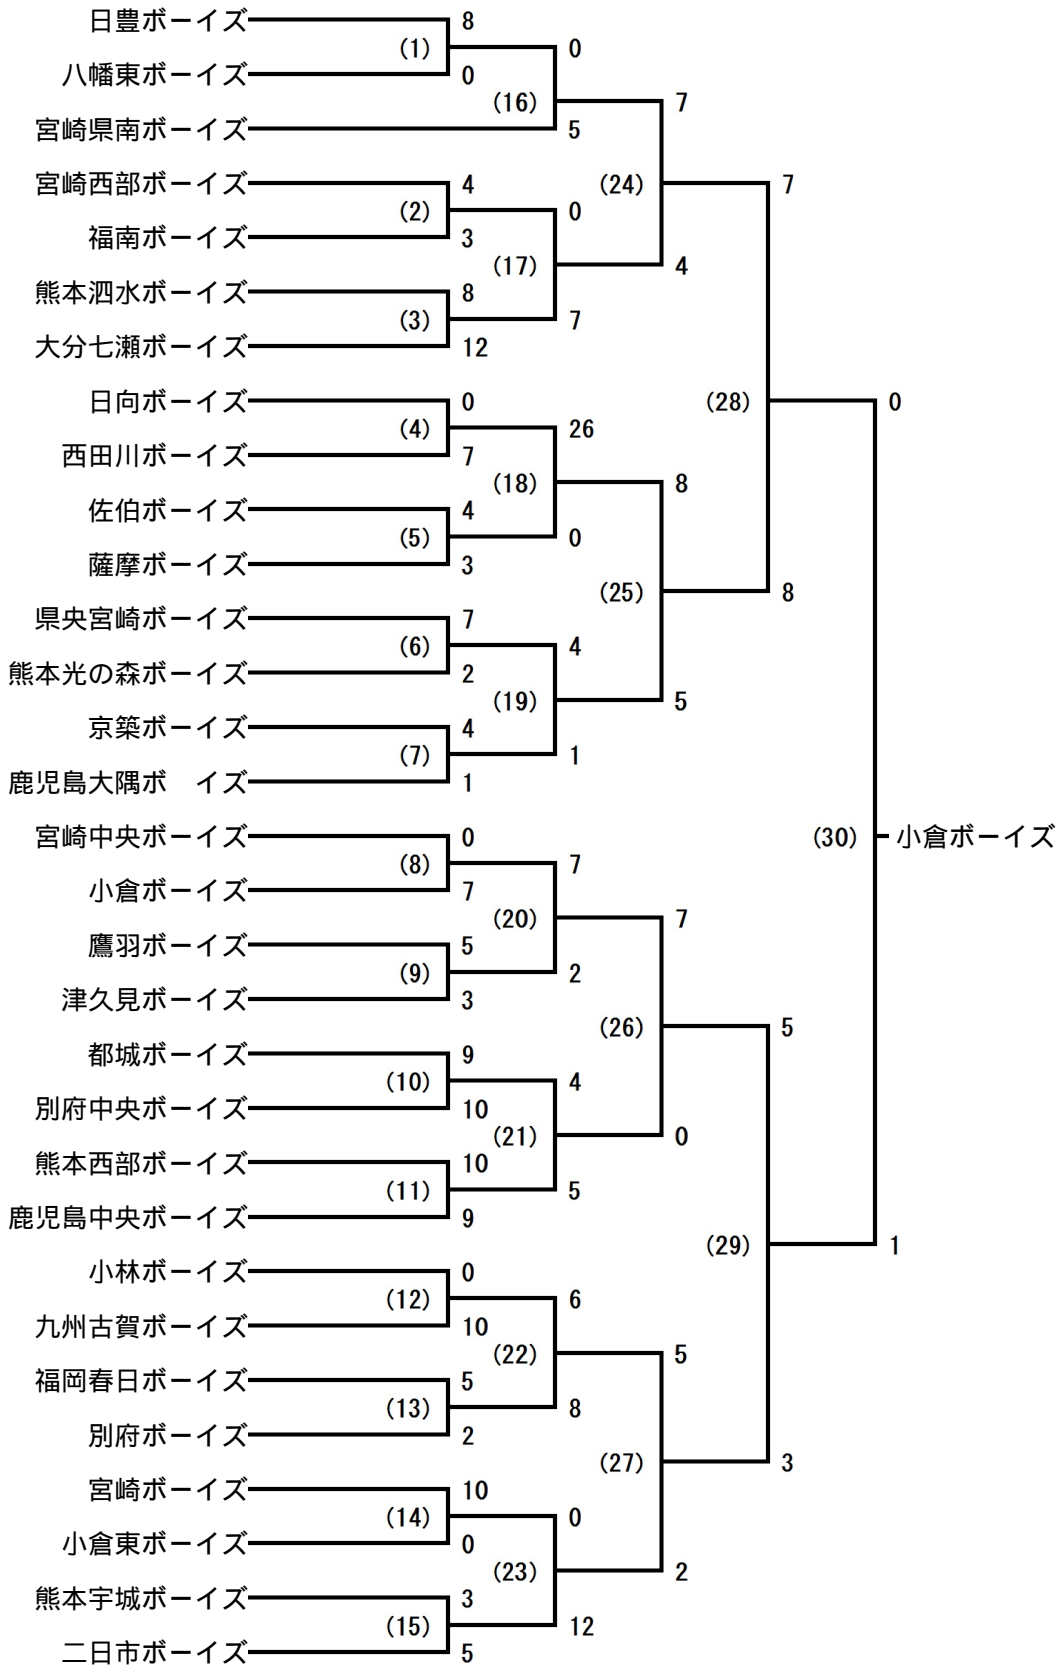 日豊ボーイズ 8
(1) 0
八幡東ボーイズ 0
(16) 7
宮崎県南ボーイズ 5
宮崎西部ボーイズ 4 (24) 7
(2) 0
福南ボーイズ 3
(17) 4
熊本泗水ボーイズ 8
(3) 7
大分七瀬ボーイズ 12
日向ボーイズ 0 (28) 0
(4) 26
西田川ボーイズ 7
(18) 8
佐伯ボーイズ 4
(5) 0
薩摩ボーイズ 3
(25) 8
県央宮崎ボーイズ 7
(6) 4
熊本光の森ボーイズ 2
(19) 5
京築ボーイズ 4
(7) 1
鹿児島大隅ボ　イズ 1
宮崎中央ボーイズ 0 (30) 小倉ボーイズ
(8) 7
小倉ボーイズ 7
(20) 7
鷹羽ボーイズ 5
(9) 2
津久見ボーイズ 3
(26) 5
都城ボーイズ 9
(10) 4
別府中央ボーイズ 10
(21) 0
熊本西部ボーイズ 10
(11) 5
鹿児島中央ボーイズ 9
(29) 1
小林ボーイズ 0
(12) 6
九州古賀ボーイズ 10
(22) 5
福岡春日ボーイズ 5
(13) 8
別府ボーイズ 2
(27) 3
宮崎ボーイズ 10
(14) 0
小倉東ボーイズ 0
(23) 2
熊本宇城ボーイズ 3
(15) 12
二日市ボーイズ 5